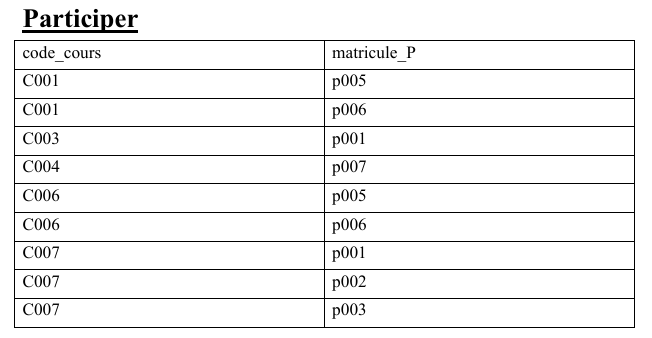 Participer
code_cours matricule_P
C001 p005
C001 p006
C003 p001
C004 p007
C006 p005
C006 p006
C007 p001
C007 p002
C007 p003